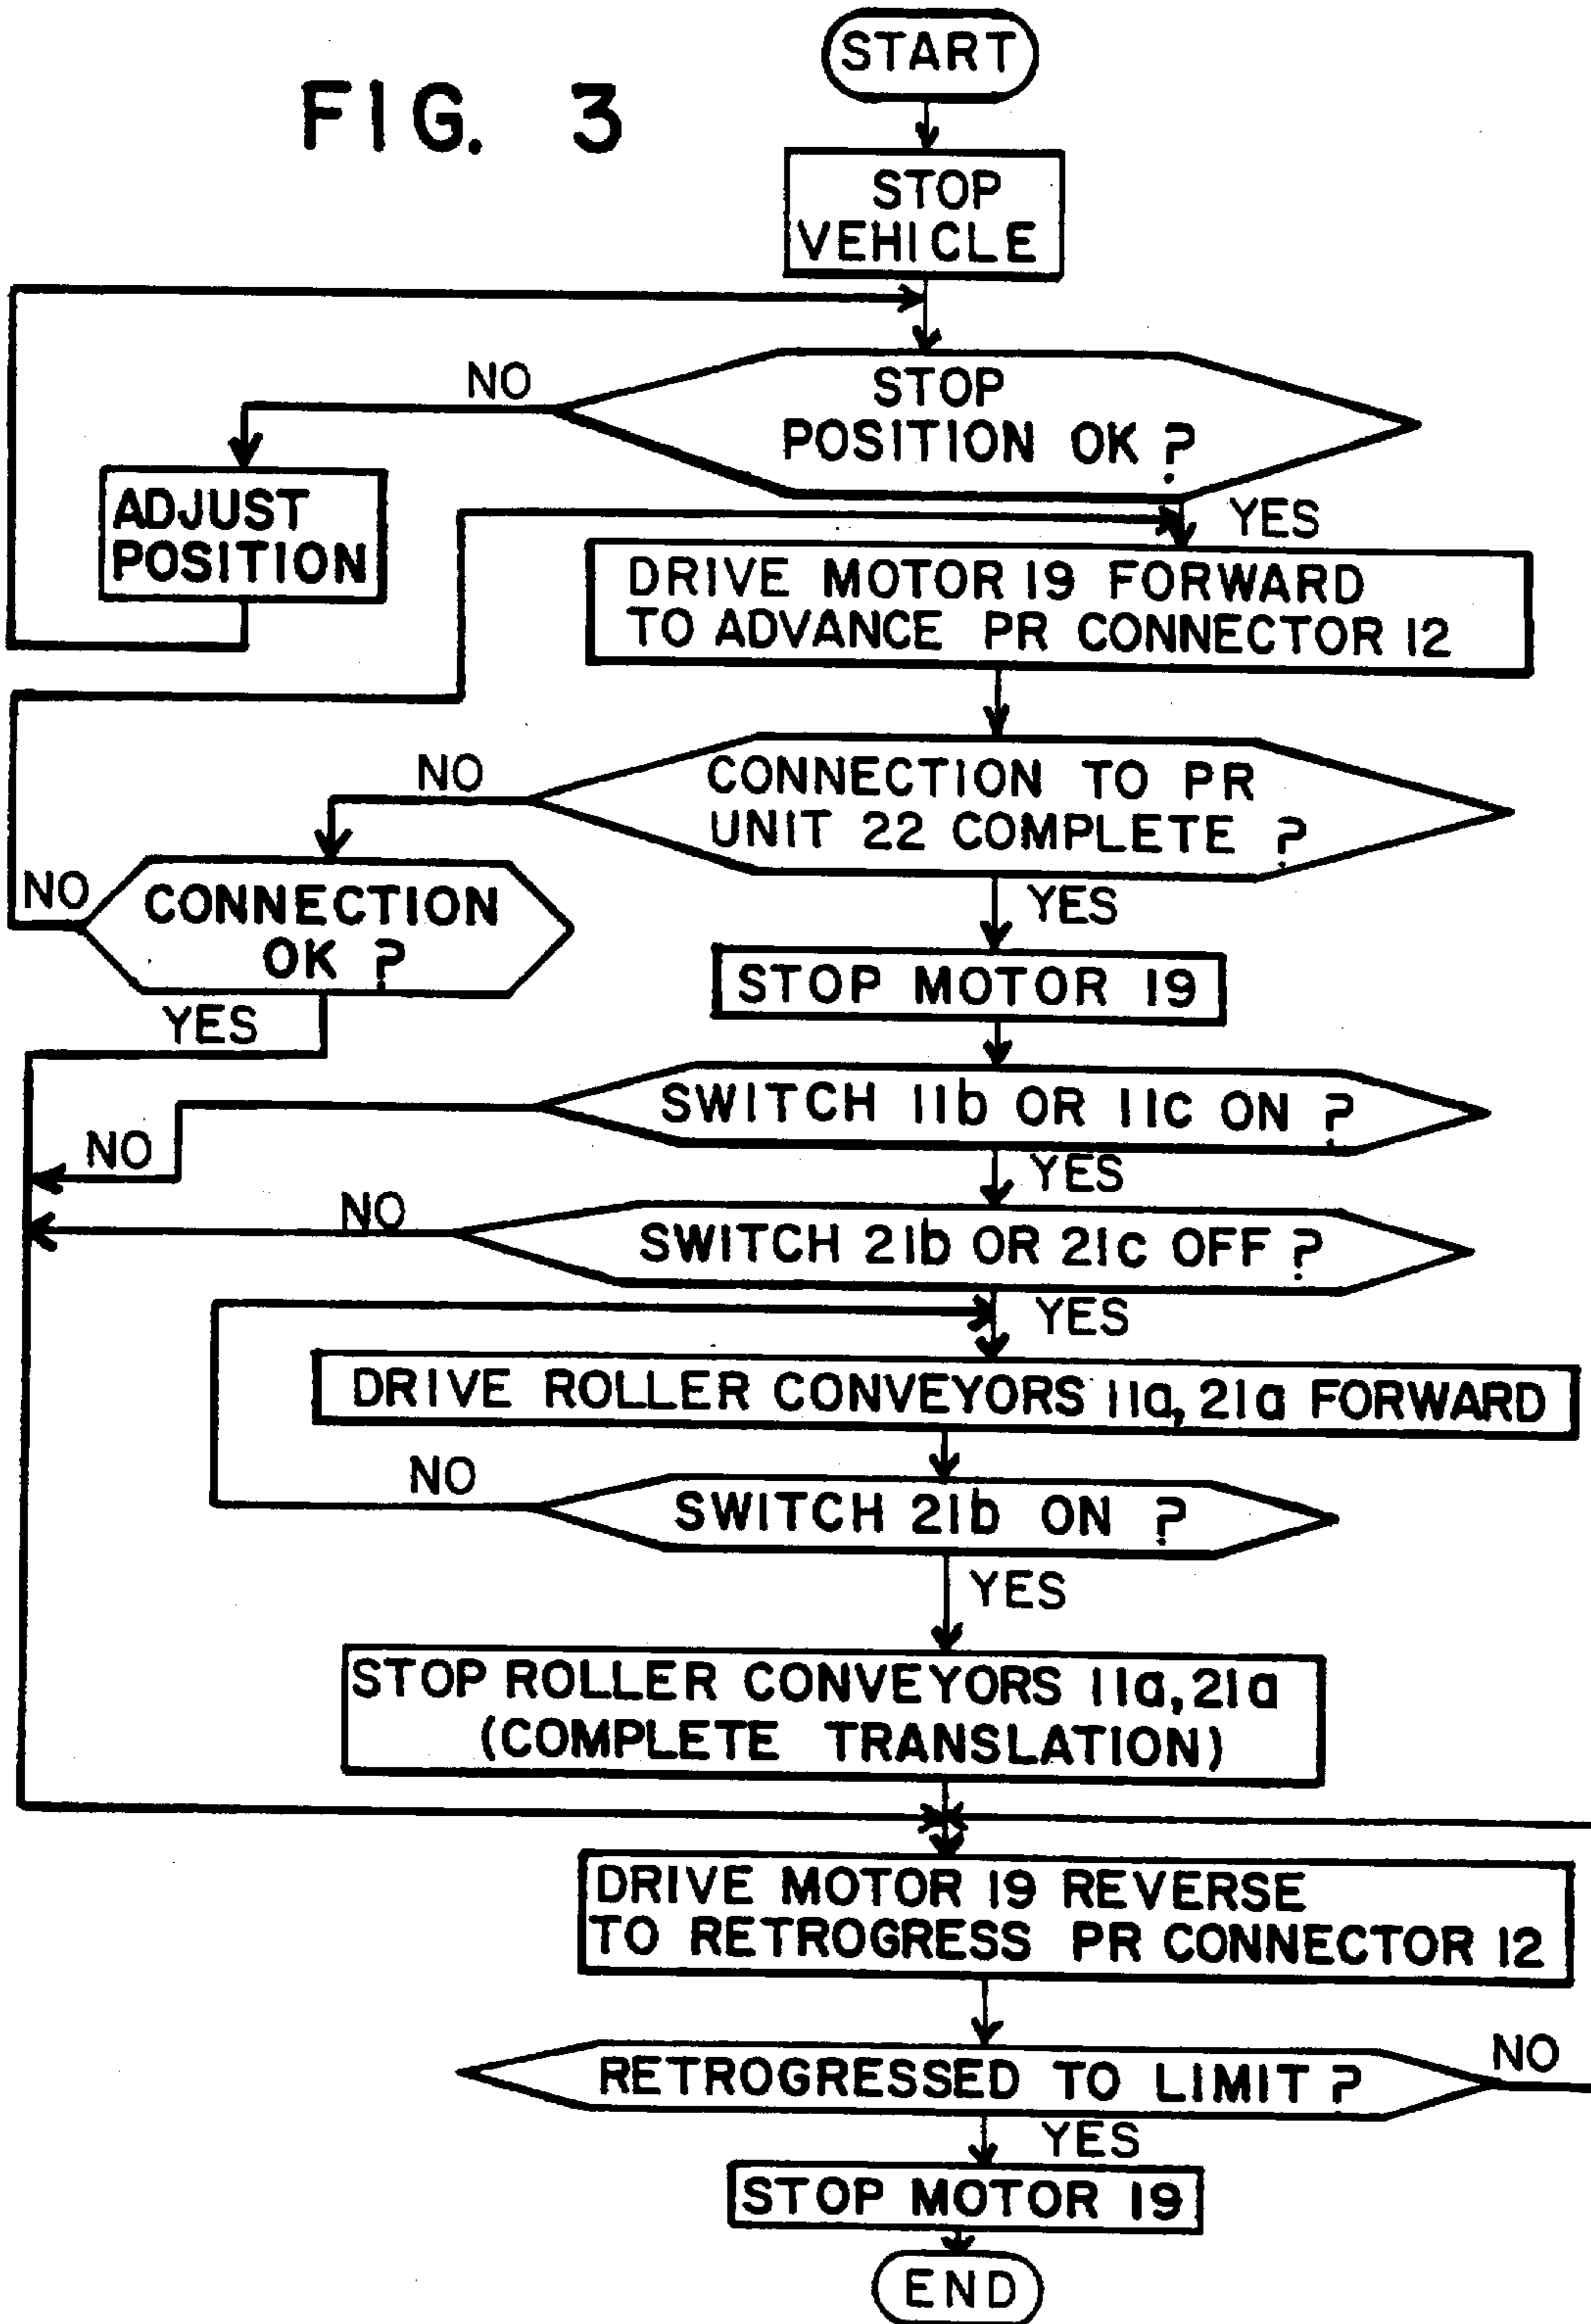 FIG. 3
START
STOP
VEHICLE
NO
STOP
POSITION OK ?
YES
ADJUST
POSITION
DRIVE MOTOR 19 FORWARD
TO ADVANCE PR CONNECTOR 12
NO
CONNECTION TO PR
UNIT 22 COMPLETE ?
YES
NO
CONNECTION
OK ?
YES
STOP MOTOR 19
SWITCH 11b OR 11c ON ?
NO
YES
NO
SWITCH 21b OR 21c OFF ?
YES
DRIVE ROLLER CONVEYORS 11a, 21a FORWARD
NO
SWITCH 21b ON ?
YES
STOP ROLLER CONVEYORS 11a, 21a
(COMPLETE TRANSLATION)
DRIVE MOTOR 19 REVERSE
TO RETROGRESS PR CONNECTOR 12
RETROGRESSED TO LIMIT ?
NO
YES
STOP MOTOR 19
END